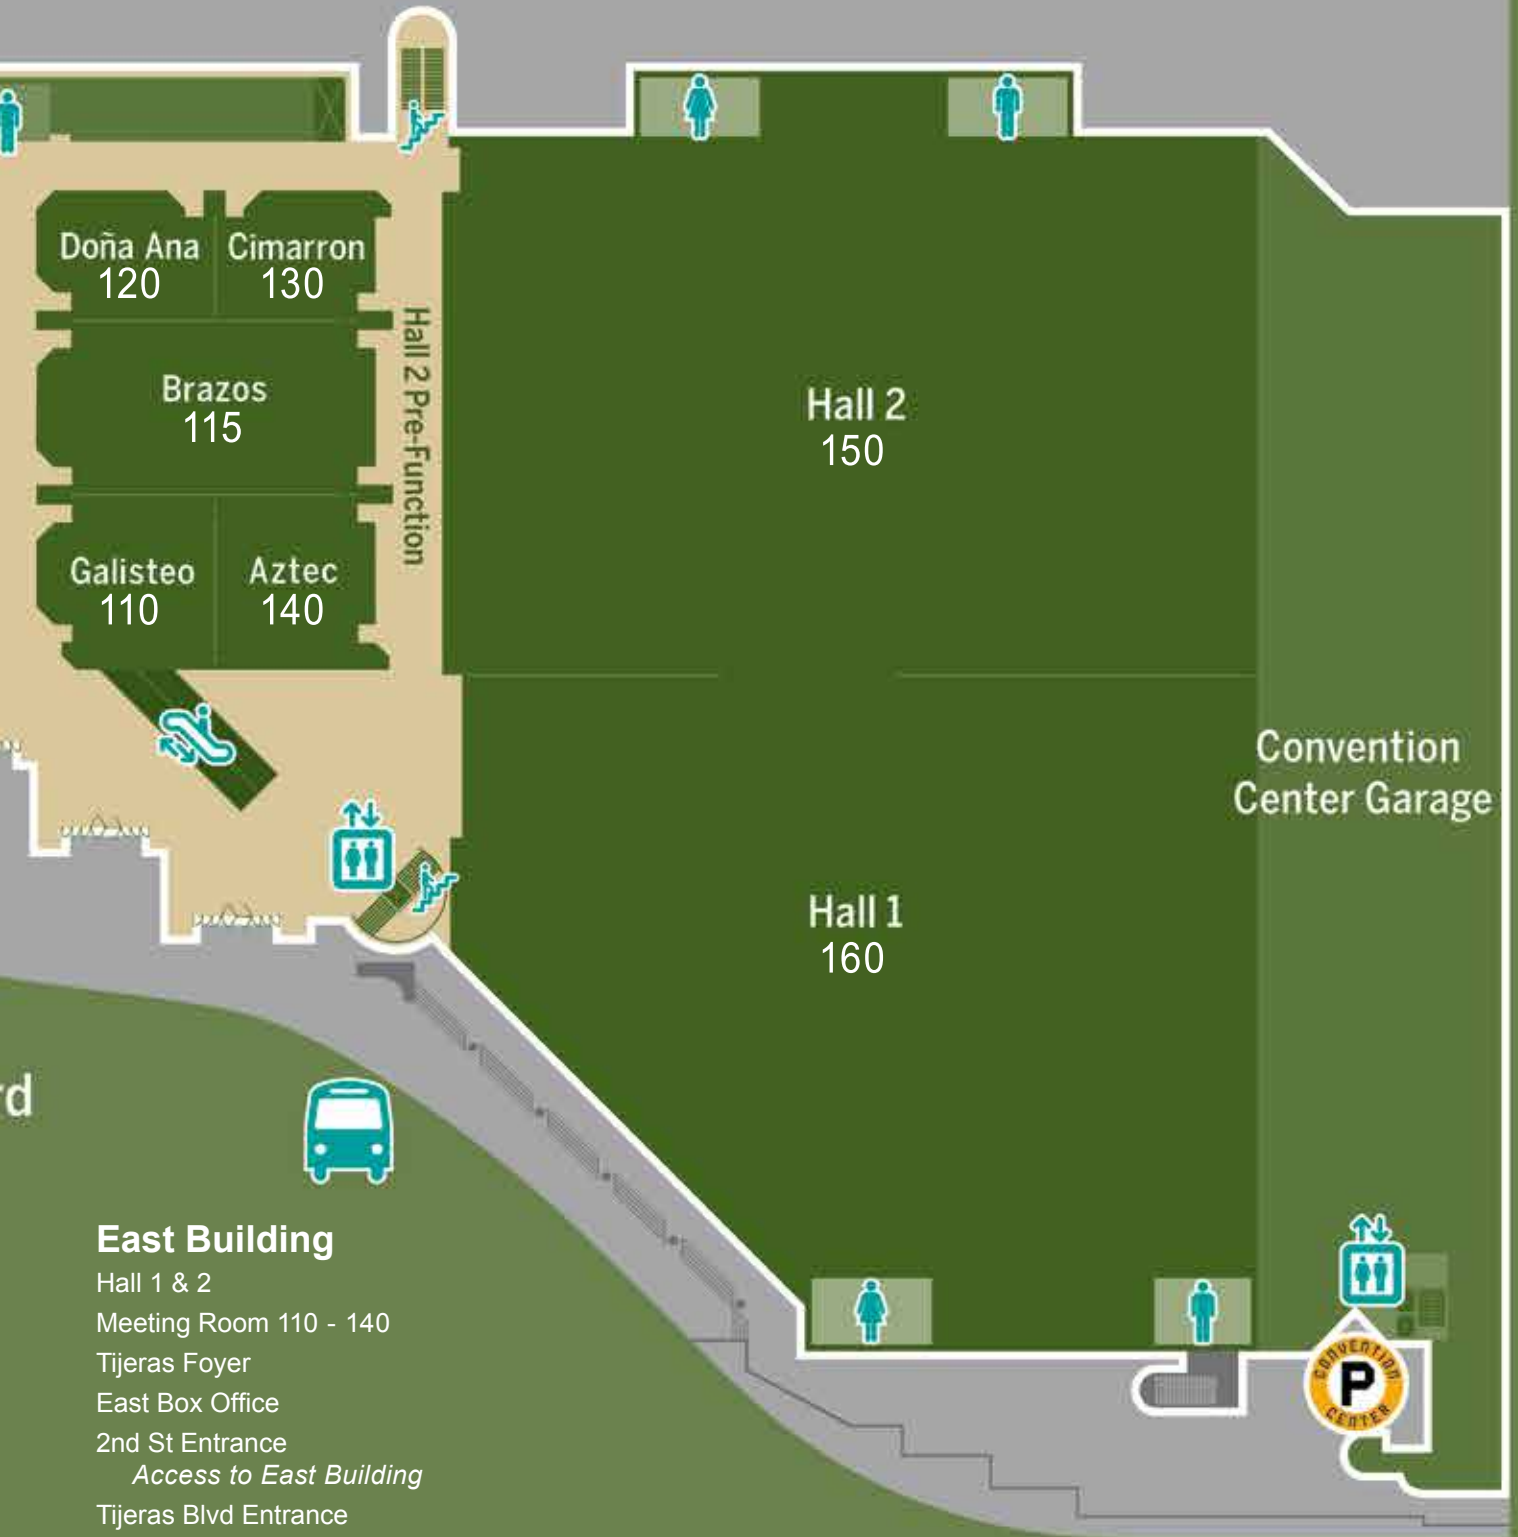 Doña Ana
120
Cimarron
130
Brazos
115
Galisteo
110
Aztec
140
Hall 2 Pre-Function
Hall 2
150
Convention
Center Garage
Hall 1
160
rd
CONVENTION
P
CENTER
East Building
Hall 1 & 2
Meeting Room 110 - 140
Tijeras Foyer
East Box Office
2nd St Entrance
Access to East Building
Tijeras Blvd Entrance